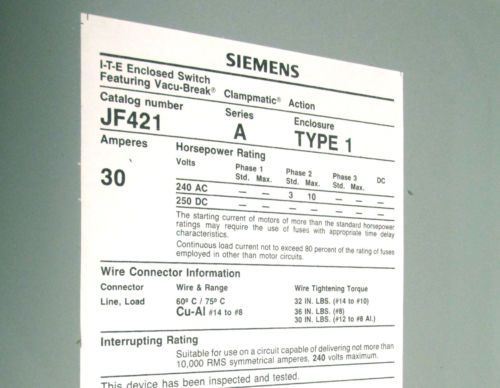 SIEMENS
I-T-E Enclosed Switch
Featuring Vacu-Break® Clampmatic® Action
Catalog number Series Enclosure
JF421 A TYPE 1
Amperes Horsepower Rating
30
Volts Phase 1 Phase 2 Phase 3 DC
Std. Max. Std. Max. Std. Max.
240 AC — — 3 10 — — —
250 DC — — — — — — —
The starting current of motors of more than the standard horsepower
ratings may require the use of fuses with appropriate time delay
characteristics.
Continuous load current not to exceed 80 percent of the rating of fuses
employed in other than motor circuits.
Wire Connector Information
Connector Wire & Range Wire Tightening Torque
Line, Load 60° C / 75° C 32 IN. LBS. (#14 to #10)
Cu-Al #14 to #8 36 IN. LBS. (#8)
30 IN. LBS. (#12 to #8 Al.)
Interrupting Rating
Suitable for use on a circuit capable of delivering not more than
10,000 RMS symmetrical amperes, 240 volts maximum.
This device has been inspected and tested.